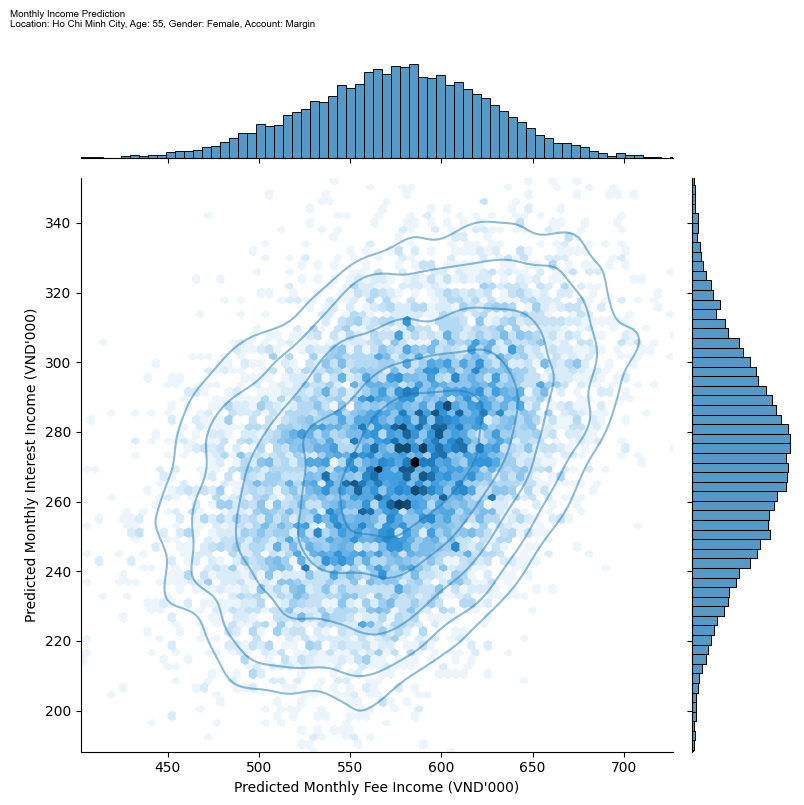 Monthly Income Prediction
Location: Ho Chi Minh City, Age: 55, Gender: Female, Account: Margin
340
320
300
280
260
240
220
200
Predicted Monthly Interest Income (VND'000)
450 500 550 600 650 700
Predicted Monthly Fee Income (VND'000)